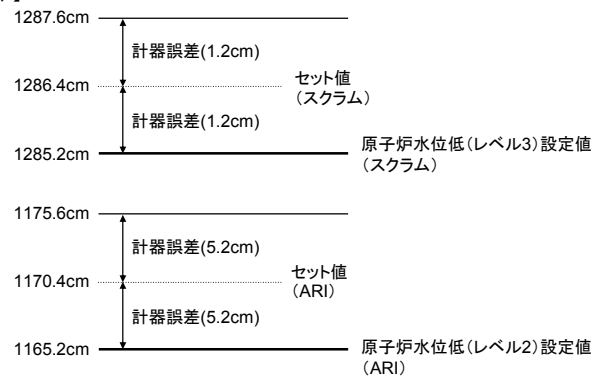 1287.6cm
計器誤差(1.2cm)
1286.4cm
セット値
（スクラム）
計器誤差(1.2cm)
1285.2cm
原子炉水位低（レベル3）設定値
（スクラム）
1175.6cm
計器誤差(5.2cm)
1170.4cm
セット値
（ARI）
計器誤差(5.2cm)
1165.2cm
原子炉水位低（レベル2）設定値
（ARI）